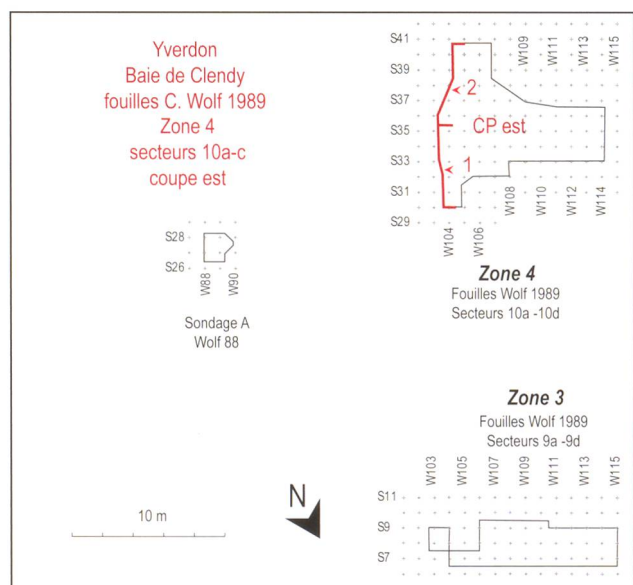 Yverdon
Baie de Clendy
fouilles C. Wolf 1989
Zone 4
secteurs 10a-c
coupe est
S41
S39
S37
S35
S33
S31
S29
W109
W111
W113
W115
2
CP est
1
W104
W106
W108
W110
W112
W114
Zone 4
Fouilles Wolf 1989
Secteurs 10a -10d
S28
S26
W88
W90
Sondage A
Wolf 88
Zone 3
Fouilles Wolf 1989
Secteurs 9a -9d
W103
W105
W107
W109
W111
W113
W115
S11
S9
S7
N
10 m